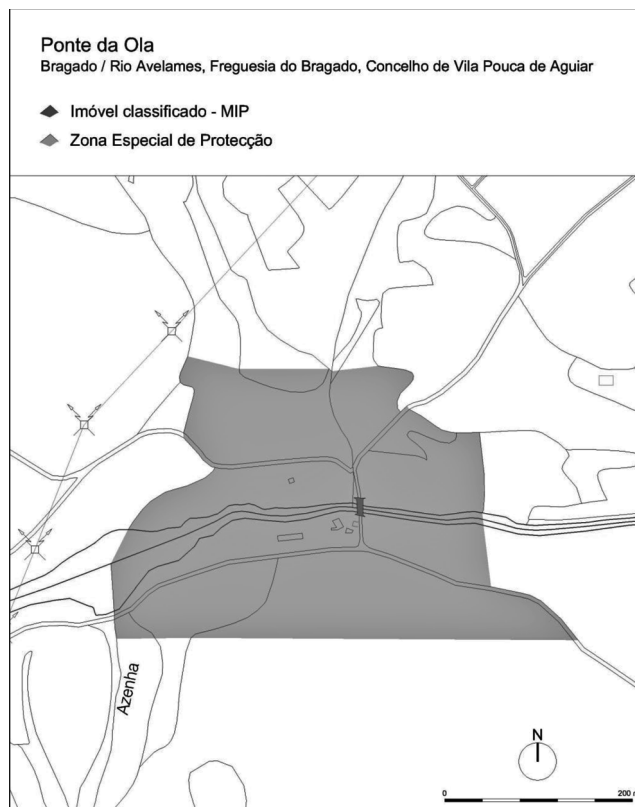 Ponte da Ola
Bragado / Rio Avelames, Freguesia do Bragado, Concelho de Vila Pouca de Aguiar
Imóvel classificado - MIP
Zona Especial de Protecção
Azenha
N
0 200 m